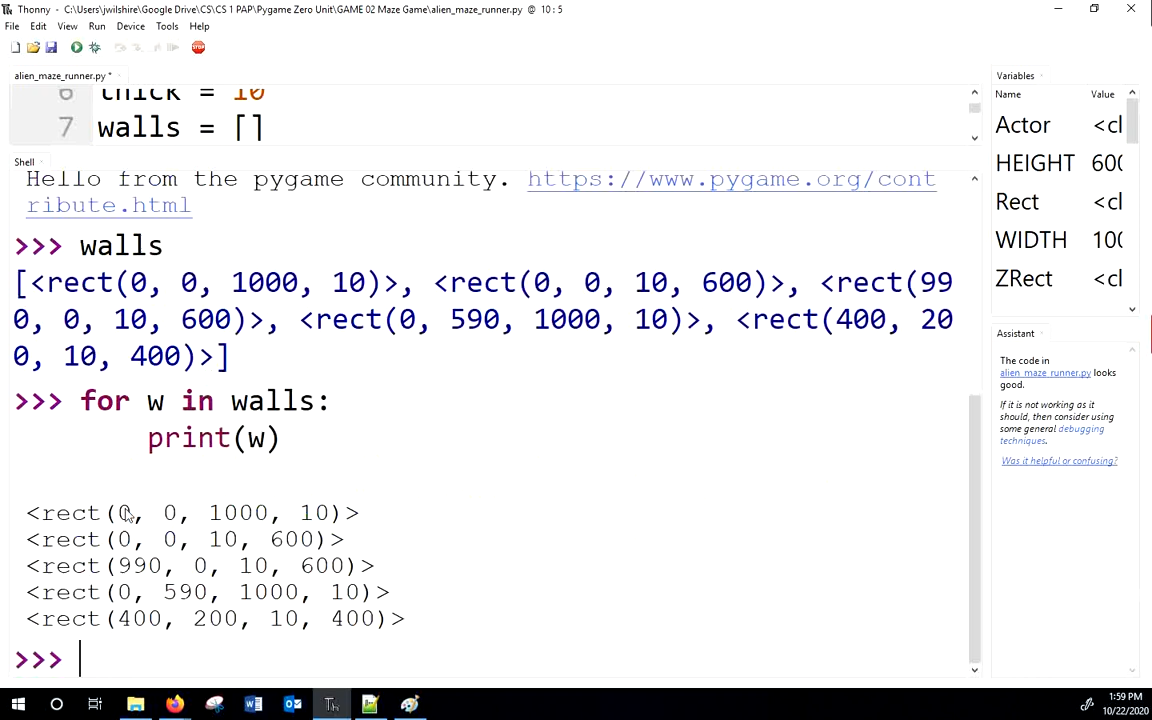 Thonny - C:\Users\jwilshire\Google Drive\CS\CS 1 PAP\Pygame Zero Unit\GAME 02 Maze Game\alien_maze_runner.py @ 10 : 5
File Edit View Run Device Tools Help
STOP
alien_maze_runner.py *
6 thick = 10
7 walls = []
Shell
Hello from the pygame community. https://www.pygame.org/cont
ribute.html
>>> walls
[<rect(0, 0, 1000, 10)>, <rect(0, 0, 10, 600)>, <rect(99
0, 0, 10, 600)>, <rect(0, 590, 1000, 10)>, <rect(400, 20
0, 10, 400)>]
>>> for w in walls:
print(w)
<rect(0, 0, 1000, 10)>
<rect(0, 0, 10, 600)>
<rect(990, 0, 10, 600)>
<rect(0, 590, 1000, 10)>
<rect(400, 200, 10, 400)>
>>>
Variables
Name Value
Actor <cl
HEIGHT 600
Rect <cl
WIDTH 100
ZRect <cl
Assistant
The code in
alien_maze_runner.py looks
good.
If it is not working as it
should, then consider using
some general debugging
techniques.
Was it helpful or confusing?
1:59 PM
10/22/2020